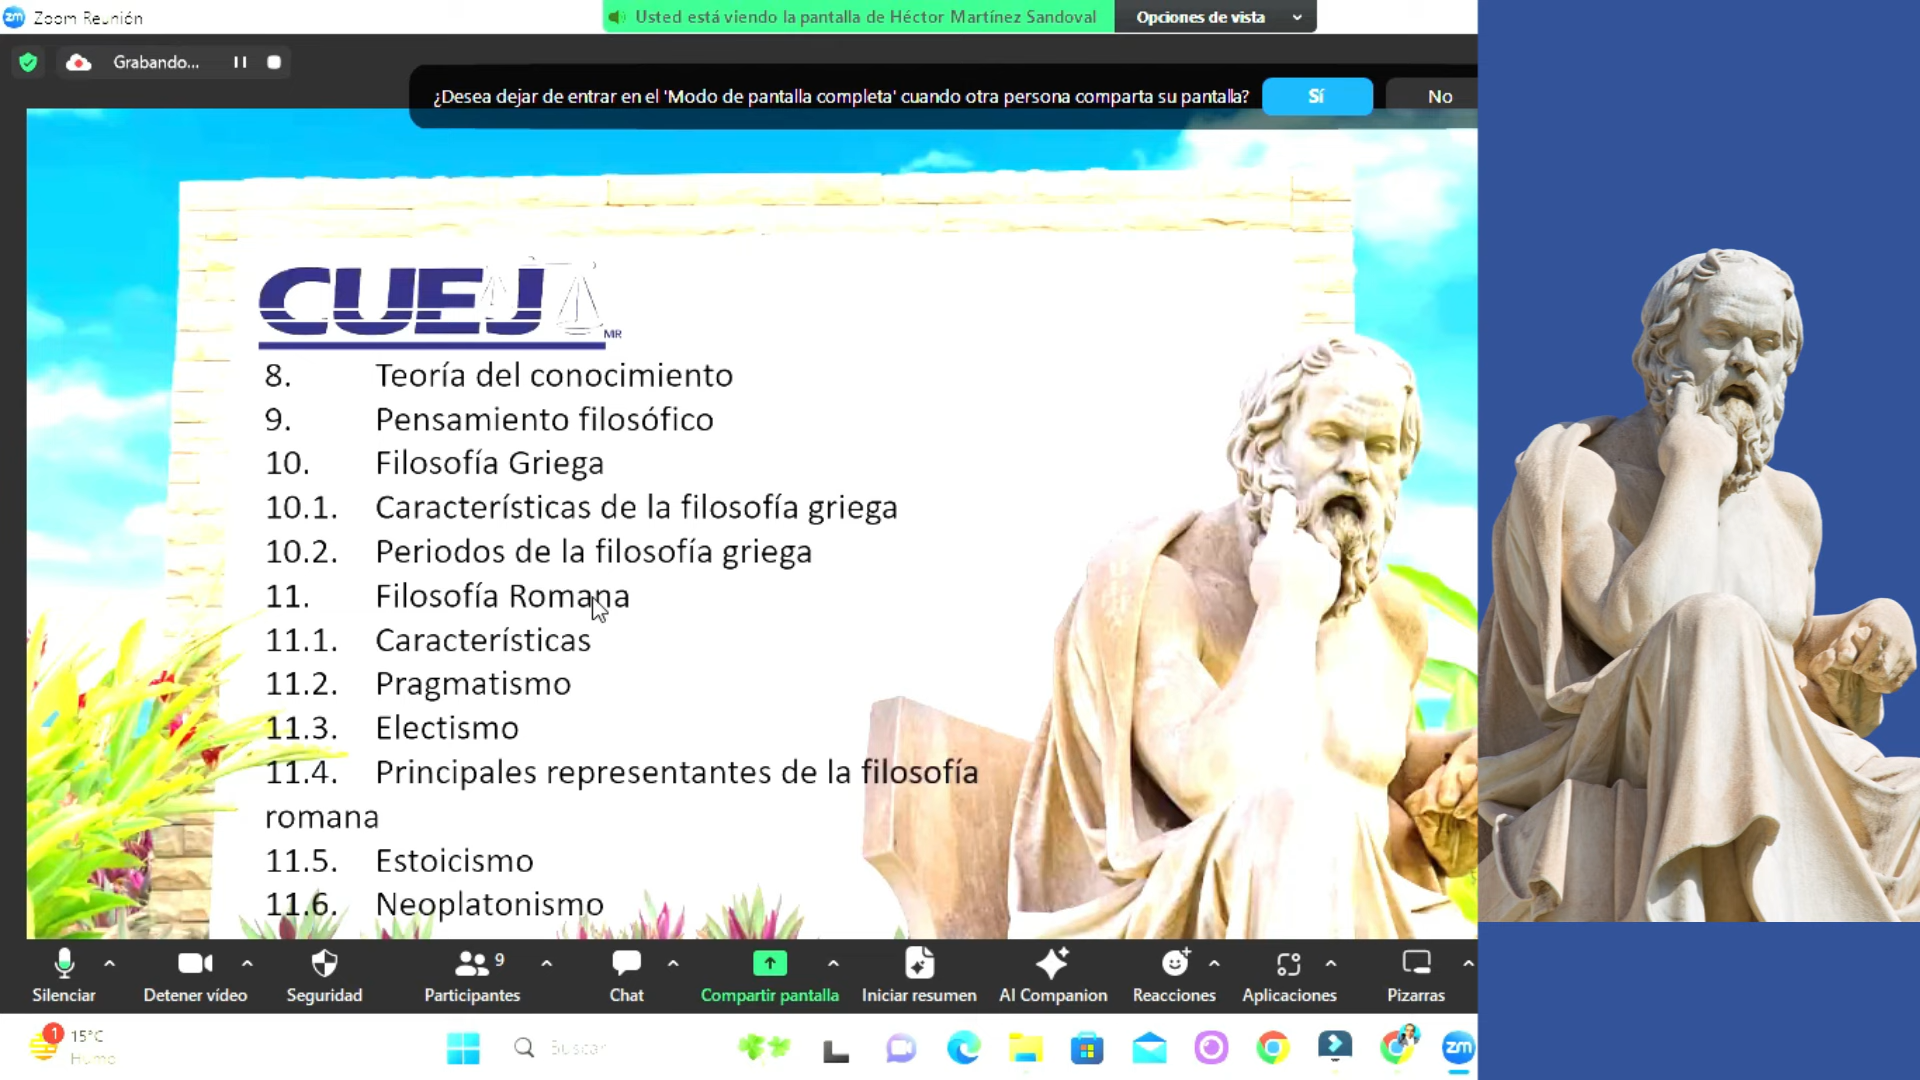 zm Zoom Reunión
Usted está viendo la pantalla de Héctor Martínez Sandoval
Opciones de vista
Grabando...
¿Desea dejar de entrar en el 'Modo de pantalla completa' cuando otra persona comparta su pantalla?
Sí
No
CUEJ MR
8. Teoría del conocimiento
9. Pensamiento filosófico
10. Filosofía Griega
10.1. Características de la filosofía griega
10.2. Periodos de la filosofía griega
11. Filosofía Romana
11.1. Características
11.2. Pragmatismo
11.3. Electismo
11.4. Principales representantes de la filosofía
romana
11.5. Estoicismo
11.6. Neoplatonismo
9
Silenciar
Detener vídeo
Seguridad
Participantes
Chat
Compartir pantalla
Iniciar resumen
AI Companion
Reacciones
Aplicaciones
Pizarras
1
15°C
Humo
Buscar
zm